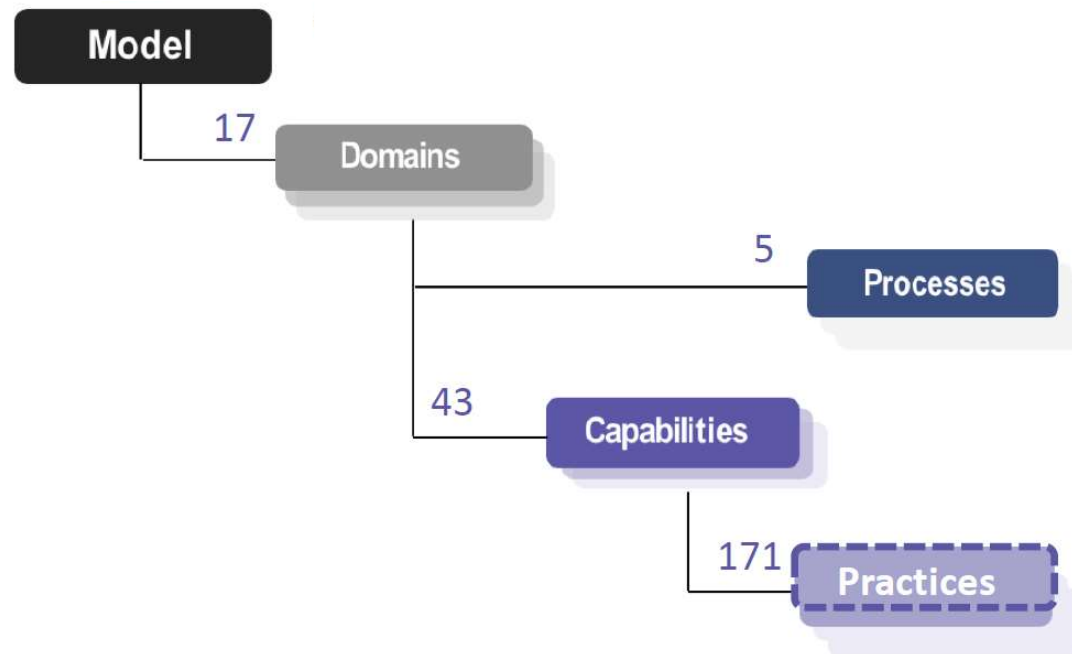 Model
17
Domains
5
Processes
43
Capabilities
171
Practices